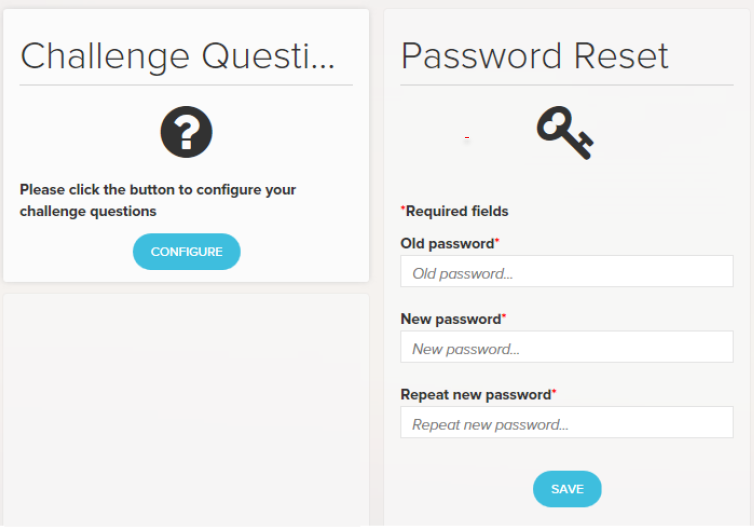 Challenge Questi...
Please click the button to configure your
challenge questions
CONFIGURE
Password Reset
*Required fields
Old password*
Old password...
New password*
New password...
Repeat new password*
Repeat new password...
SAVE